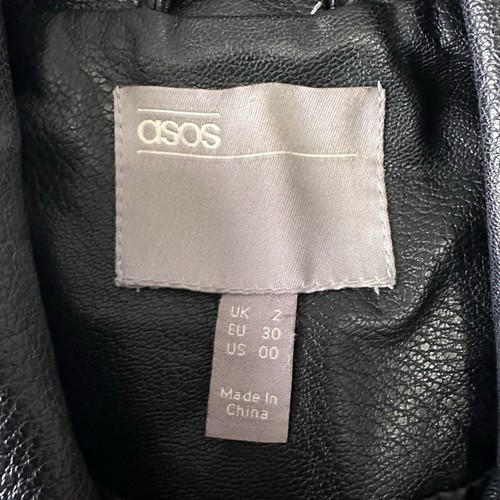 asos
UK 2
EU 30
US 00
Made In
China